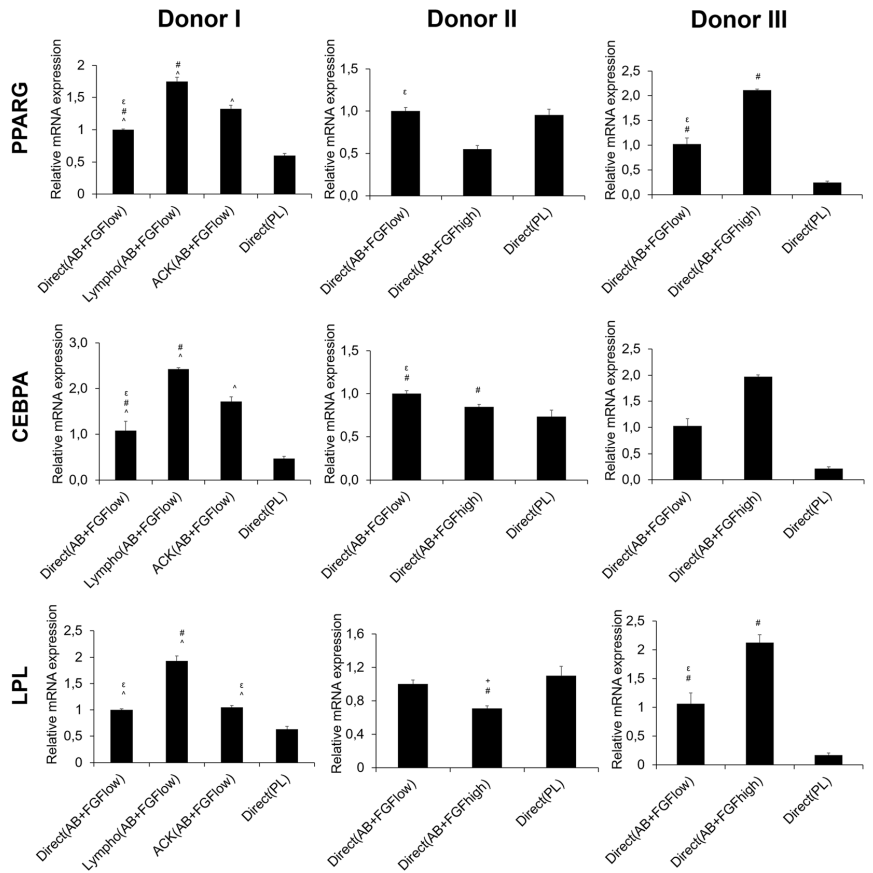 Donor I
Donor II
Donor III
PPARG
Relative mRNA expression
2
1,5
1
0,5
0
ε
#
^
#
^
^
Direct(AB+FGFlow)
Lympho(AB+FGFlow)
ACK(AB+FGFlow)
Direct(PL)
Relative mRNA expression
1,5
1,0
0,5
0,0
ε
Direct(AB+FGFlow)
Direct(AB+FGFhigh)
Direct(PL)
Relative mRNA expression
2,5
2,0
1,5
1,0
0,5
0,0
ε
#
#
Direct(AB+FGFlow)
Direct(AB+FGFhigh)
Direct(PL)
CEBPA
Relative mRNA expression
3,0
2,0
1,0
0,0
ε
#
^
#
^
^
Direct(AB+FGFlow)
Lympho(AB+FGFlow)
ACK(AB+FGFlow)
Direct(PL)
Relative mRNA expression
1,5
1,0
0,5
0,0
ε
#
#
Direct(AB+FGFlow)
Direct(AB+FGFhigh)
Direct(PL)
Relative mRNA expression
2,5
2,0
1,5
1,0
0,5
0,0
Direct(AB+FGFlow)
Direct(AB+FGFhigh)
Direct(PL)
LPL
Relative mRNA expression
2,5
2
1,5
1
0,5
0
ε
^
#
^
ε
^
Direct(AB+FGFlow)
Lympho(AB+FGFlow)
ACK(AB+FGFlow)
Direct(PL)
Relative mRNA expression
1,6
1,2
0,8
0,4
0,0
+
#
Direct(AB+FGFlow)
Direct(AB+FGFhigh)
Direct(PL)
Relative mRNA expression
2,5
2
1,5
1
0,5
0
ε
#
#
Direct(AB+FGFlow)
Direct(AB+FGFhigh)
Direct(PL)